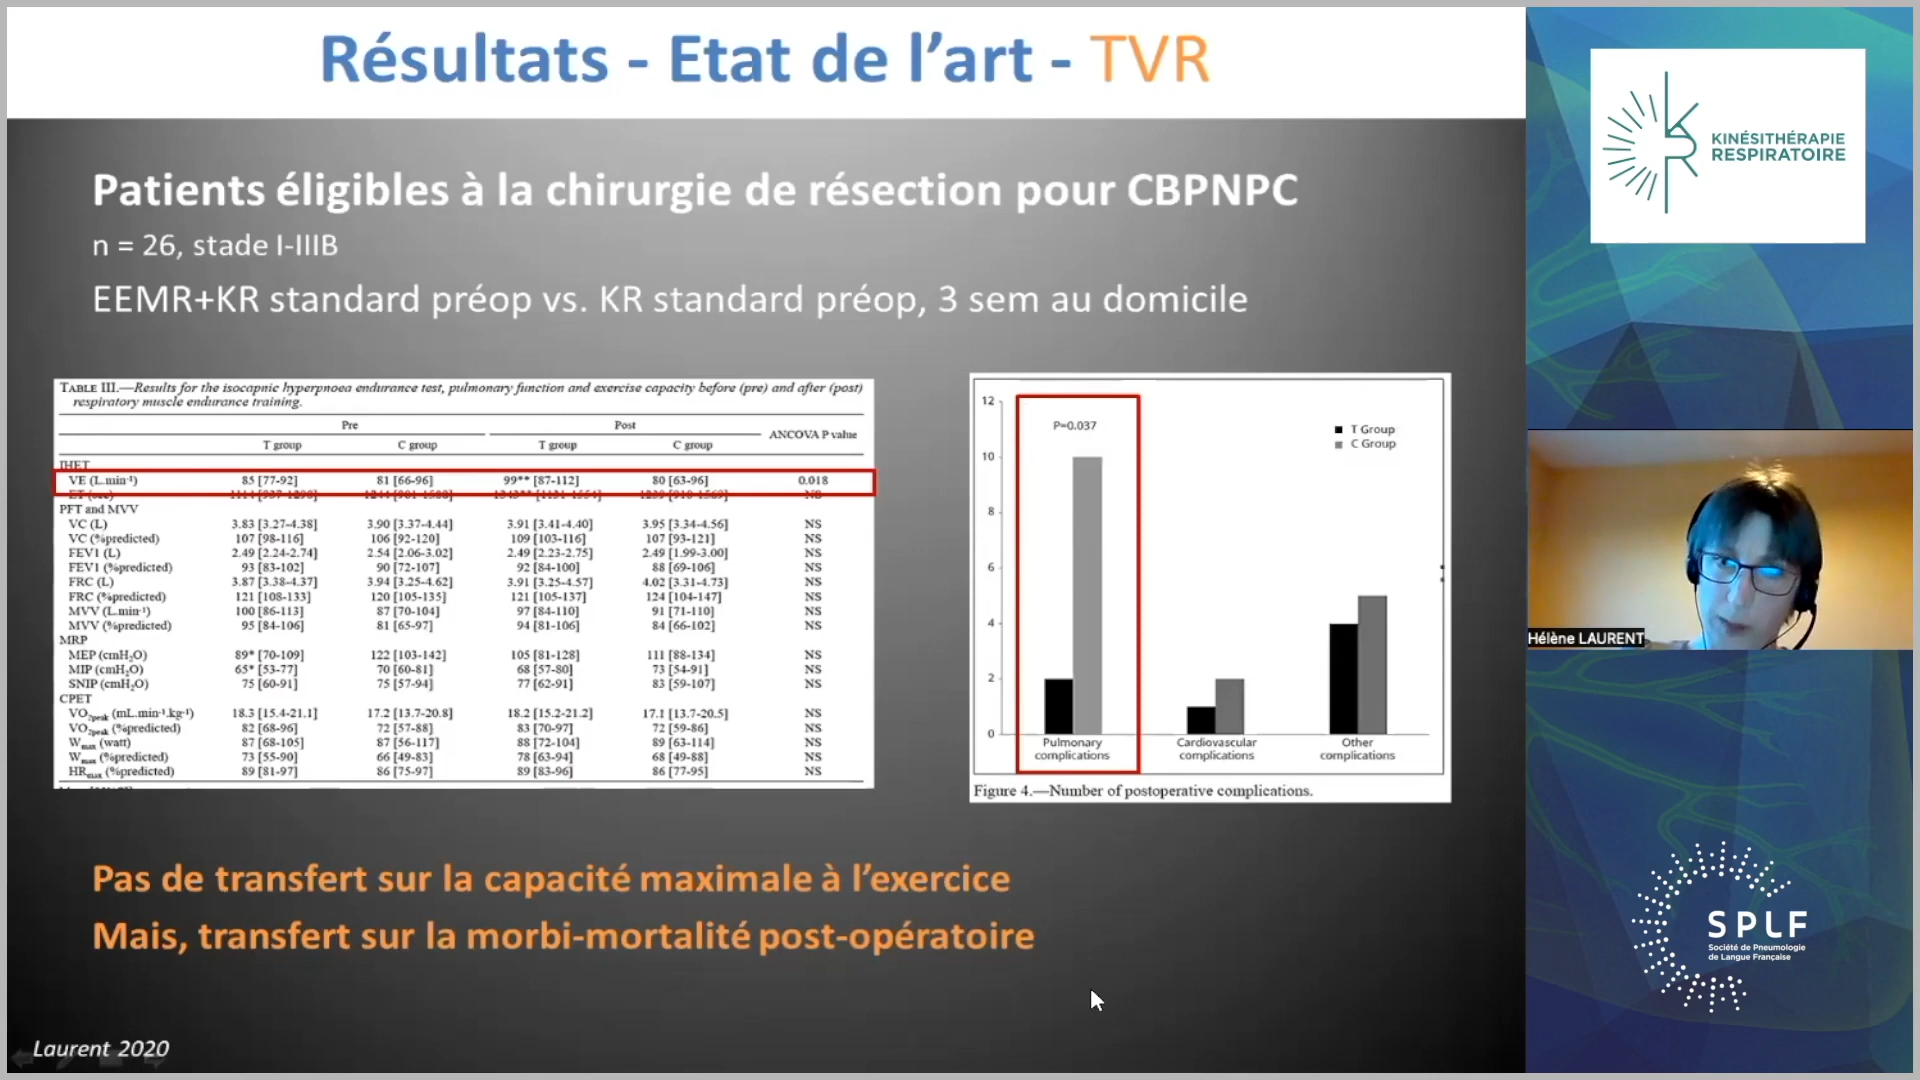 Résultats - Etat de l'art - TVR
Patients éligibles à la chirurgie de résection pour CBPNPC
n = 26, stade I-IIIB
EEMR+KR standard préop vs. KR standard préop, 3 sem au domicile
TABLE III.—Results for the isocapnic hyperpnoea endurance test, pulmonary function and exercise capacity before (pre) and after (post)
respiratory muscle endurance training.
Pre Post ANCOVA P value
T group C group T group C group
IHET
VE (L.min⁻¹) 85 [77-92] 81 [66-96] 99** [87-112] 80 [63-96] 0.018
PFT and MVV
VC (L) 3.83 [3.27-4.38] 3.90 [3.37-4.44] 3.91 [3.41-4.40] 3.95 [3.34-4.56] NS
VC (%predicted) 107 [98-116] 106 [92-120] 109 [103-116] 107 [93-121] NS
FEV1 (L) 2.49 [2.24-2.74] 2.54 [2.06-3.02] 2.49 [2.23-2.75] 2.49 [1.99-3.00] NS
FEV1 (%predicted) 93 [83-102] 90 [72-107] 92 [84-100] 88 [69-106] NS
FRC (L) 3.87 [3.38-4.37] 3.94 [3.25-4.62] 3.91 [3.25-4.57] 4.02 [3.31-4.73] NS
FRC (%predicted) 121 [108-133] 120 [105-135] 121 [105-137] 124 [104-147] NS
MVV (L.min⁻¹) 100 [86-113] 87 [70-104] 97 [84-110] 91 [71-110] NS
MVV (%predicted) 95 [84-106] 81 [65-97] 94 [81-106] 84 [66-102] NS
MRP
MEP (cmH₂O) 89* [70-109] 122 [103-142] 105 [81-128] 111 [88-134] NS
MIP (cmH₂O) 65* [53-77] 70 [60-81] 68 [57-80] 73 [54-91] NS
SNIP (cmH₂O) 75 [60-91] 75 [57-94] 77 [62-91] 83 [59-107] NS
CPET
VO₂peak (mL.min⁻¹.kg⁻¹) 18.3 [15.4-21.1] 17.2 [13.7-20.8] 18.2 [15.2-21.2] 17.1 [13.7-20.5] NS
VO₂peak (%predicted) 82 [68-96] 72 [57-88] 83 [70-97] 72 [59-86] NS
Wmax (watt) 87 [68-105] 87 [56-117] 88 [72-104] 89 [63-114] NS
Wmax (%predicted) 73 [55-90] 66 [49-83] 78 [63-94] 68 [49-88] NS
HRmax (%predicted) 89 [81-97] 86 [75-97] 89 [83-96] 86 [77-95] NS
12
10
8
6
4
2
0
P=0.037
T Group
C Group
Pulmonary complications
Cardiovascular complications
Other complications
Figure 4.—Number of postoperative complications.
Pas de transfert sur la capacité maximale à l'exercice
Mais, transfert sur la morbi-mortalité post-opératoire
Laurent 2020
KINÉSITHÉRAPIE
RESPIRATOIRE
Hélène LAURENT
SPLF
Société de Pneumologie
de Langue Française